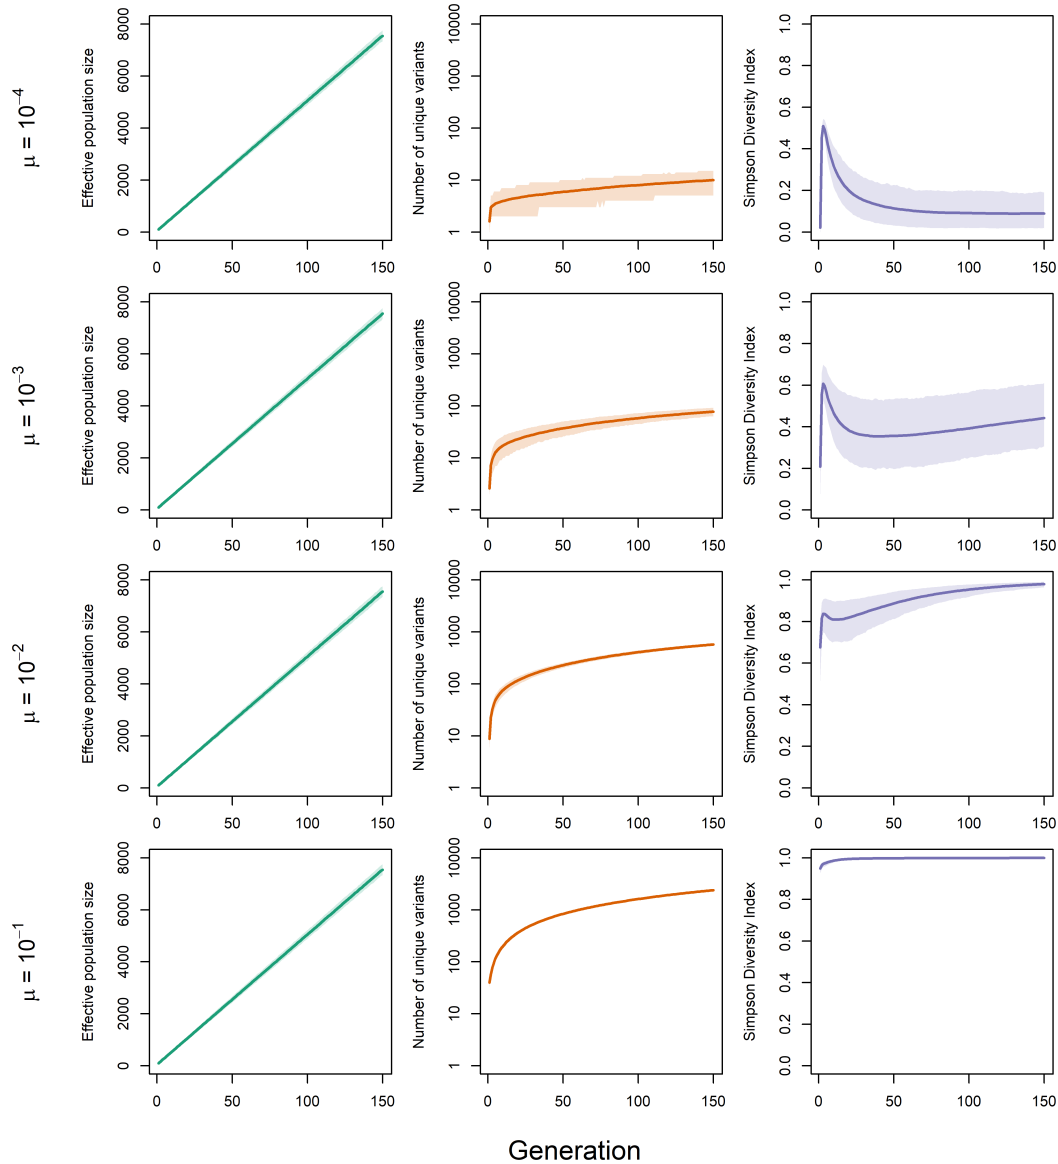 μ = 10⁻⁴
Effective population size
8000
6000
4000
2000
0
0 50 100 150
Number of unique variants
10000
1000
100
10
1
0 50 100 150
Simpson Diversity Index
1.0
0.8
0.6
0.4
0.2
0.0
0 50 100 150
μ = 10⁻³
Effective population size
8000
6000
4000
2000
0
0 50 100 150
Number of unique variants
10000
1000
100
10
1
0 50 100 150
Simpson Diversity Index
1.0
0.8
0.6
0.4
0.2
0.0
0 50 100 150
μ = 10⁻²
Effective population size
8000
6000
4000
2000
0
0 50 100 150
Number of unique variants
10000
1000
100
10
1
0 50 100 150
Simpson Diversity Index
1.0
0.8
0.6
0.4
0.2
0.0
0 50 100 150
μ = 10⁻¹
Effective population size
8000
6000
4000
2000
0
0 50 100 150
Number of unique variants
10000
1000
100
10
1
0 50 100 150
Simpson Diversity Index
1.0
0.8
0.6
0.4
0.2
0.0
0 50 100 150
Generation